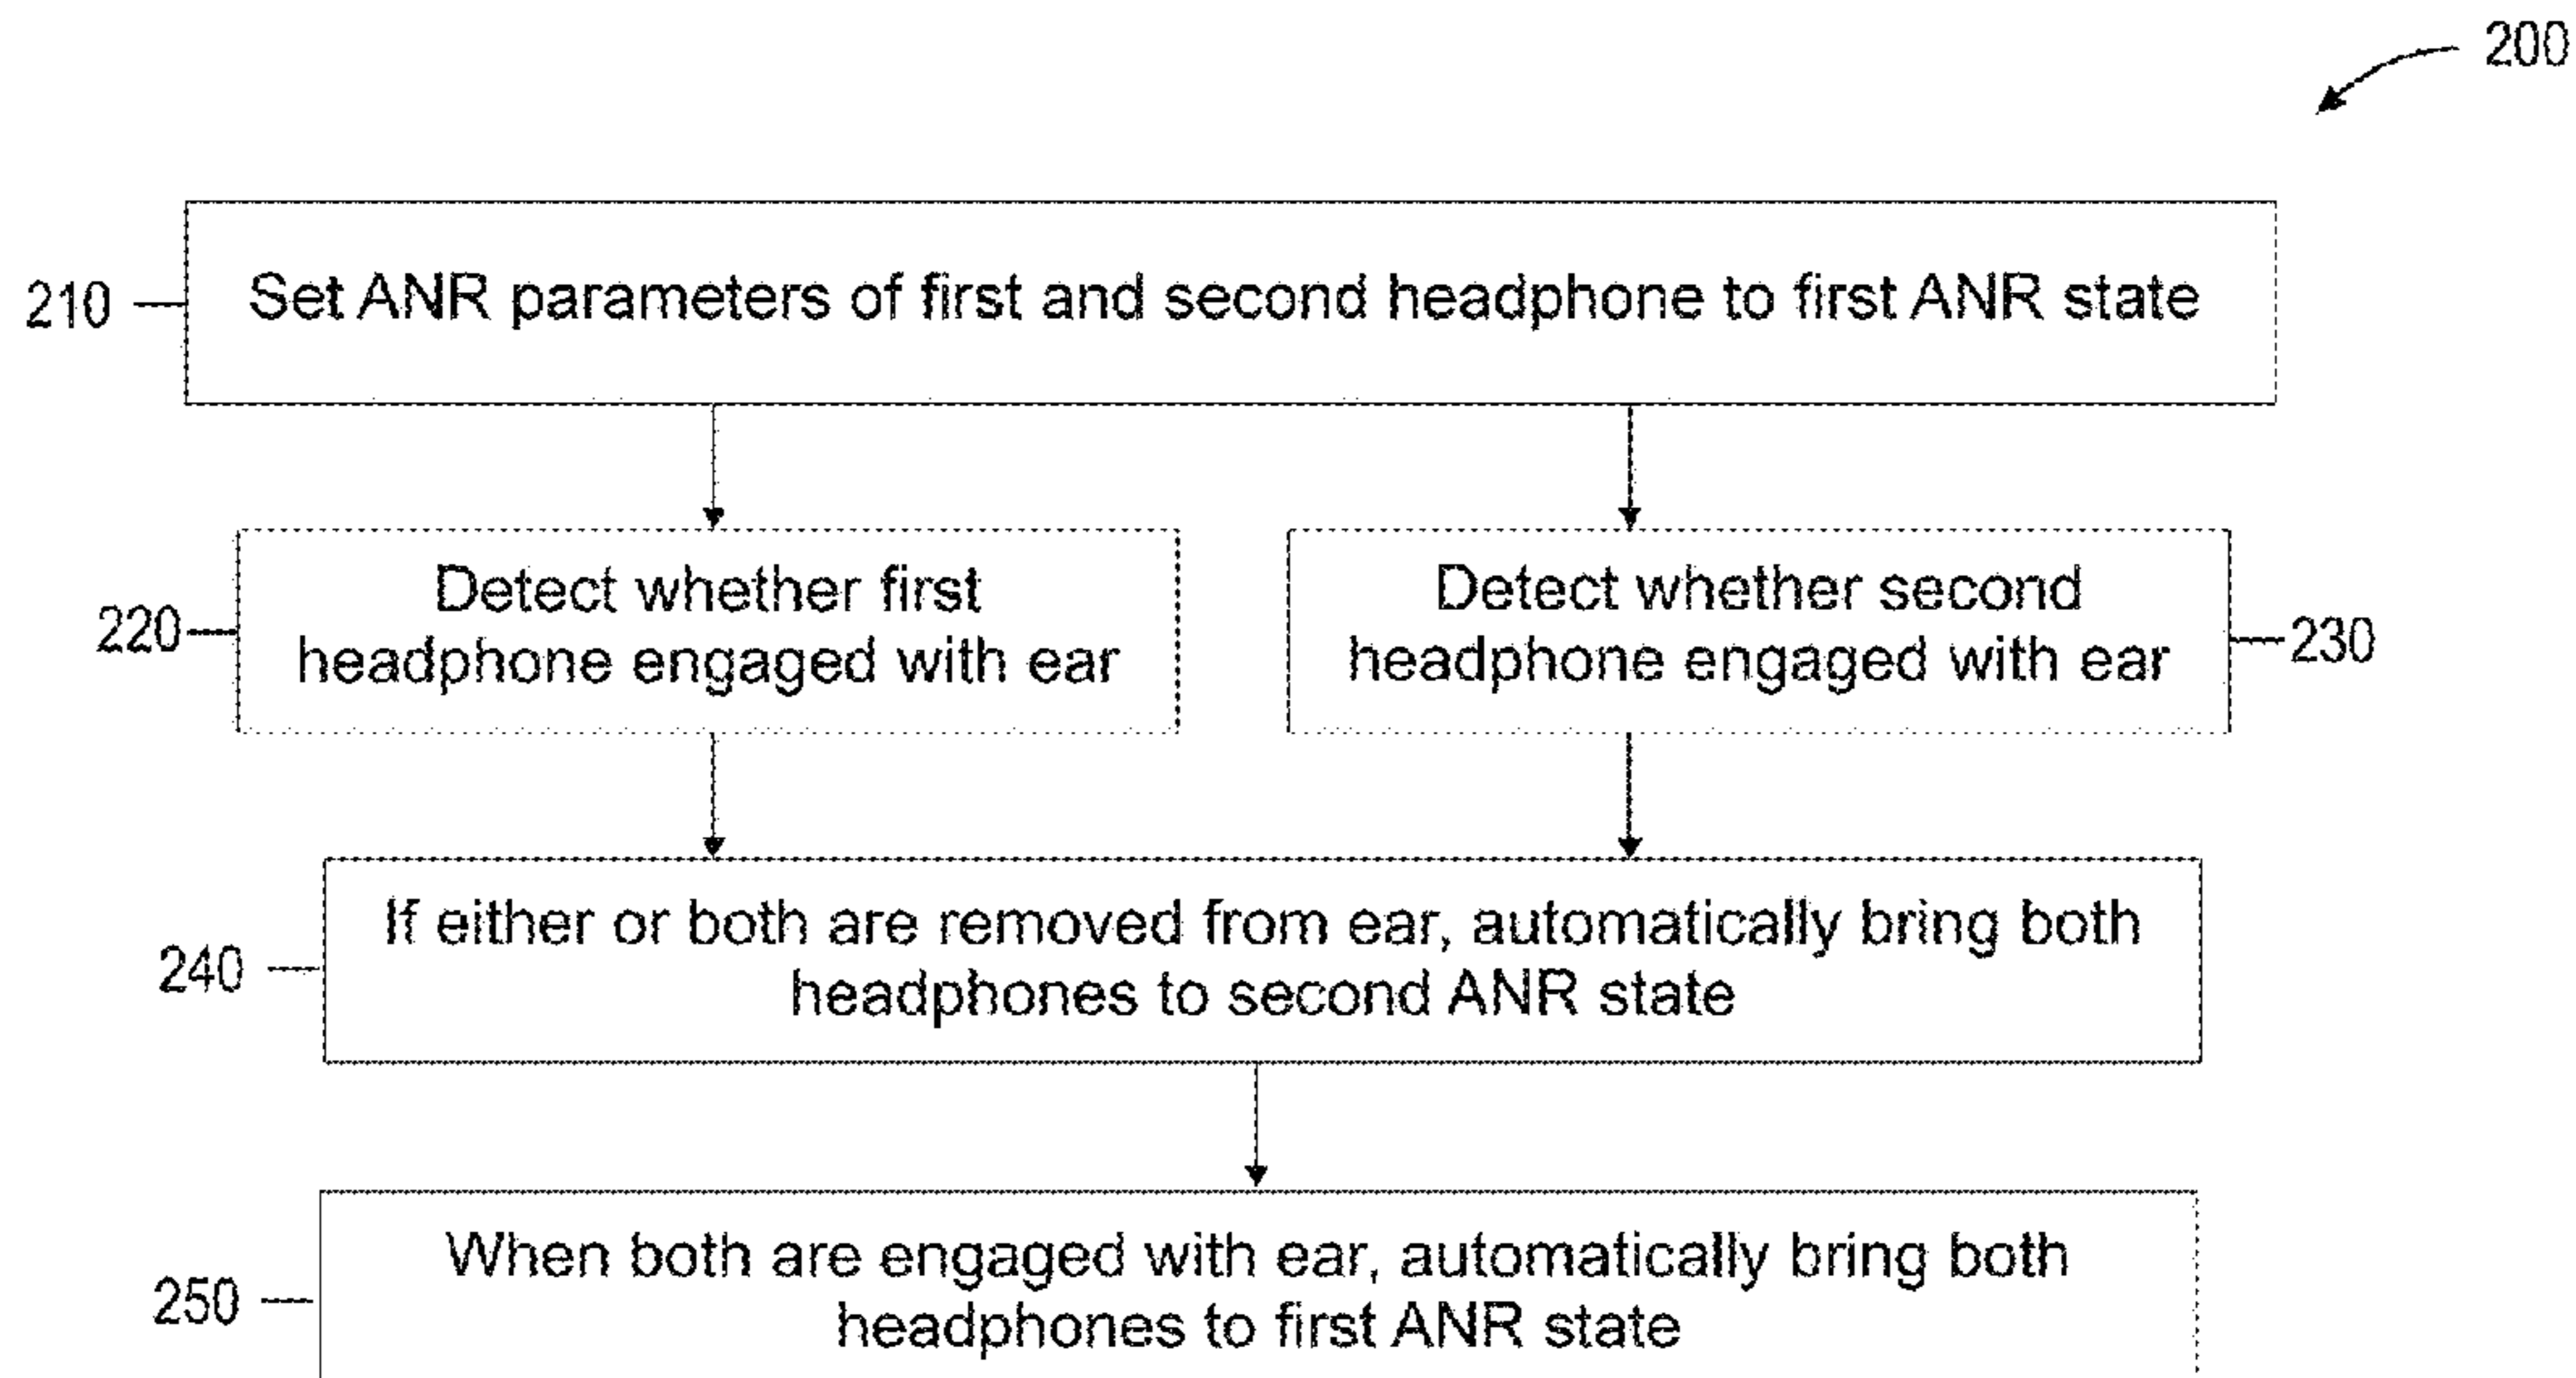 200
210
Set ANR parameters of first and second headphone to first ANR state
220
Detect whether first
headphone engaged with ear
Detect whether second
headphone engaged with ear
230
240
If either or both are removed from ear, automatically bring both
headphones to second ANR state
250
When both are engaged with ear, automatically bring both
headphones to first ANR state